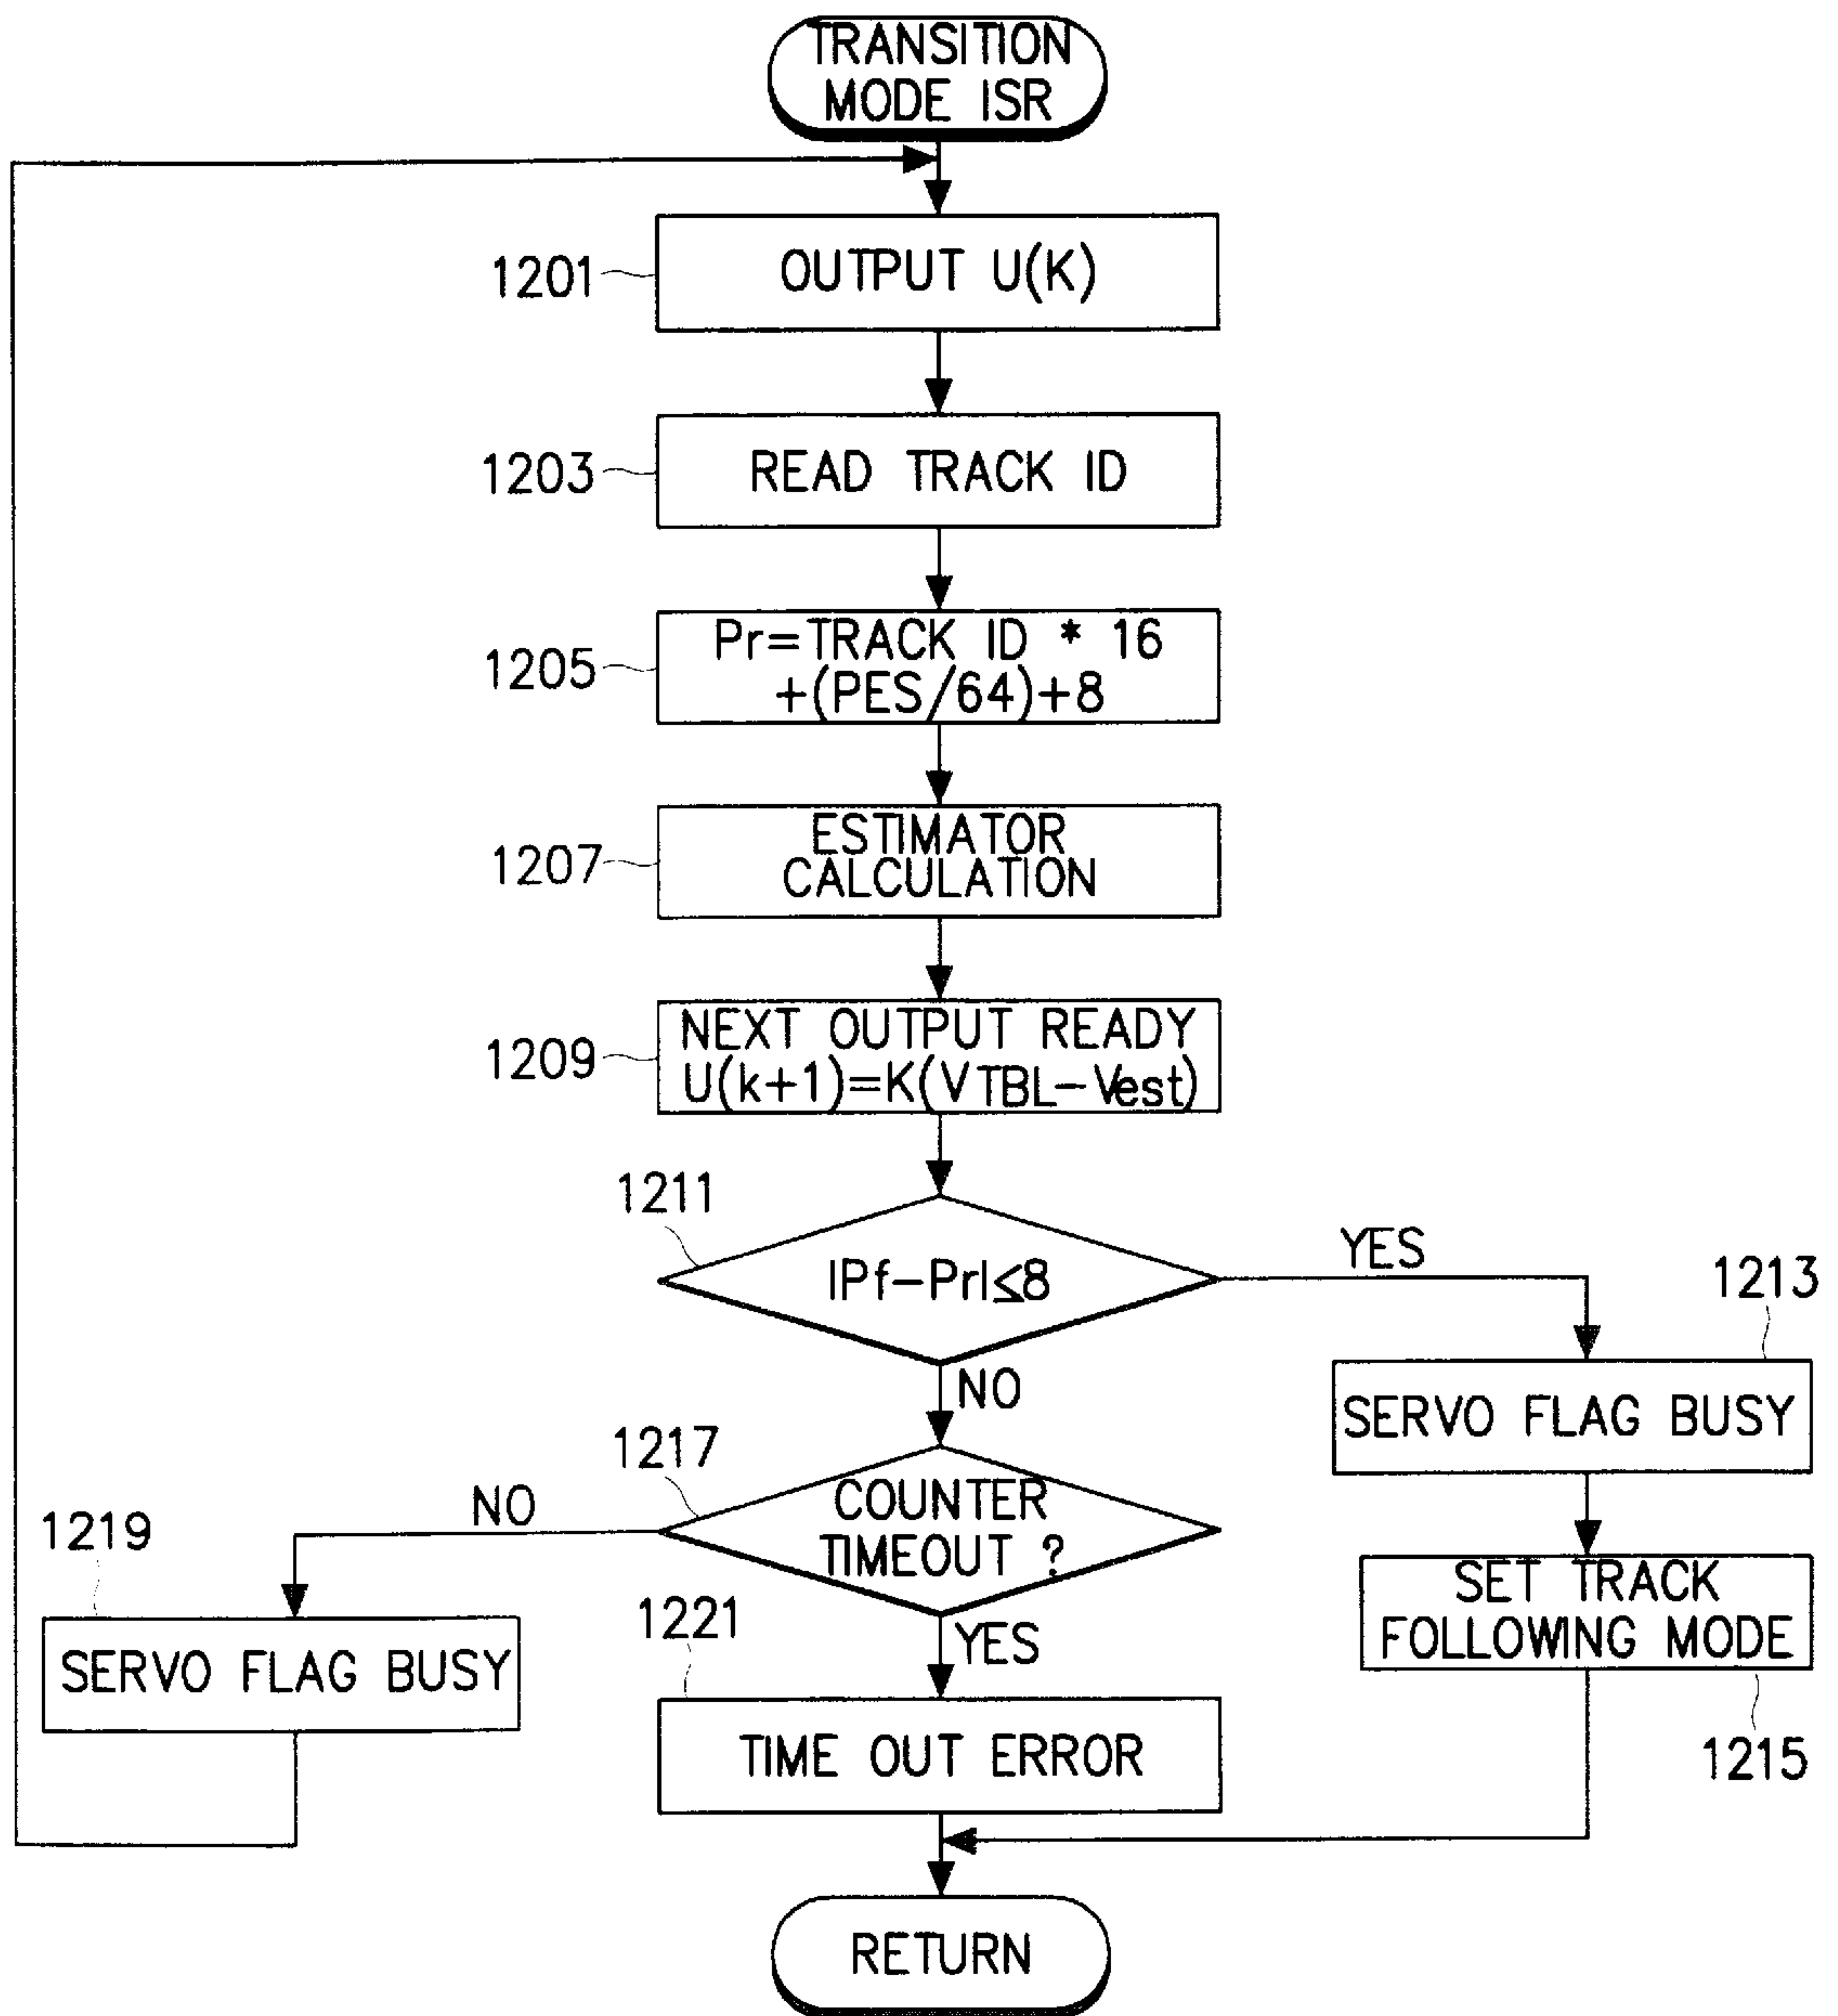 TRANSITION
MODE ISR
1201
OUTPUT U(K)
1203
READ TRACK ID
1205
Pr=TRACK ID * 16
+(PES/64)+8
1207
ESTIMATOR
CALCULATION
1209
NEXT OUTPUT READY
U(k+1)=K(VTBL-Vest)
1211
|Pf-Pr|≤8
YES
1213
NO
SERVO FLAG BUSY
1217
COUNTER
TIMEOUT ?
NO
1219
SERVO FLAG BUSY
SET TRACK
FOLLOWING MODE
1215
YES
1221
TIME OUT ERROR
RETURN